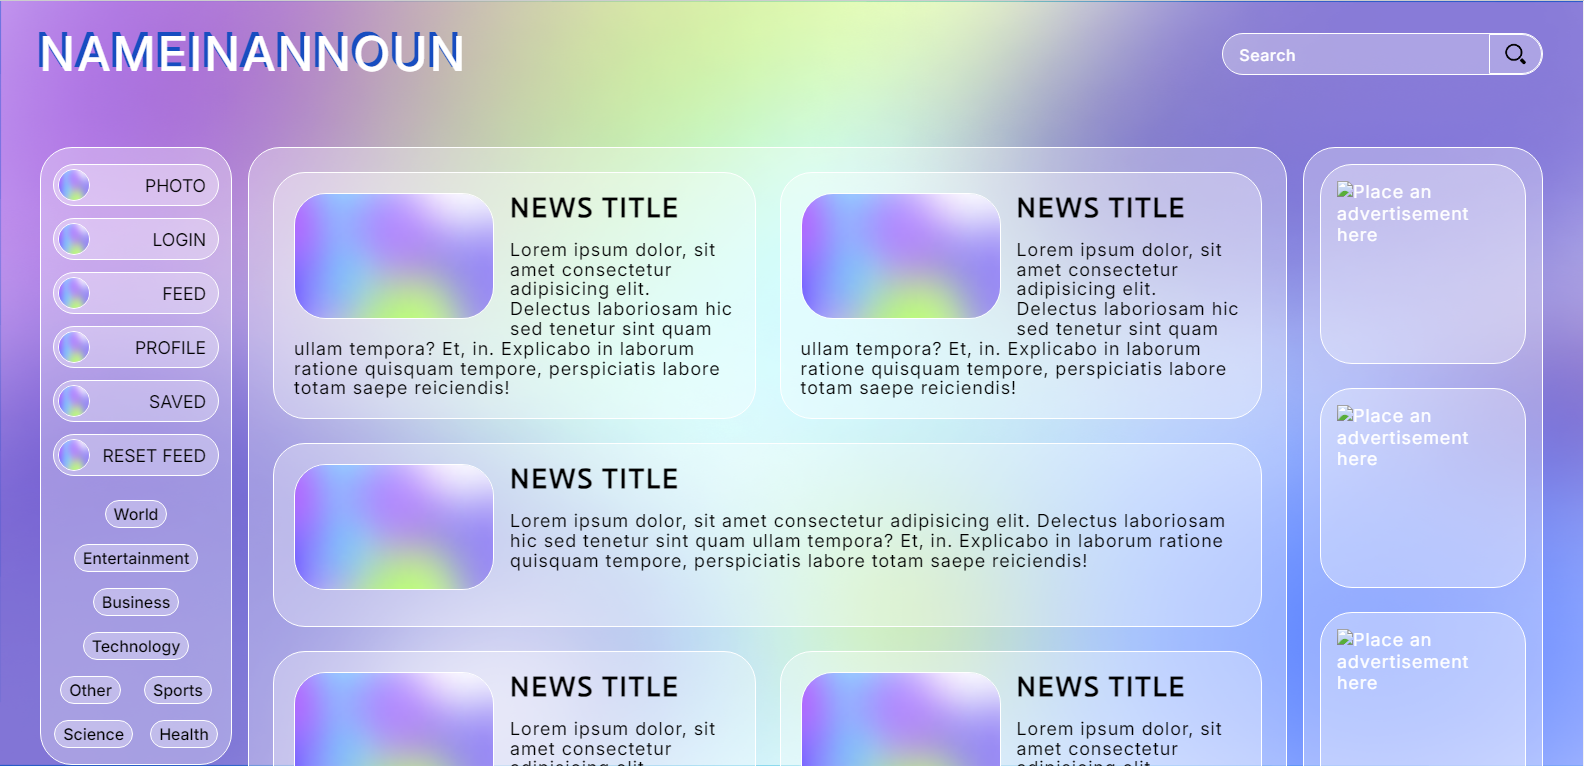 NAMEINANNOUN
Search
PHOTO
LOGIN
FEED
PROFILE
SAVED
RESET FEED
World
Entertainment
Business
Technology
Other
Sports
Science
Health
NEWS TITLE
Lorem ipsum dolor, sit
amet consectetur
adipisicing elit.
Delectus laboriosam hic
sed tenetur sint quam
ullam tempora? Et, in. Explicabo in laborum
ratione quisquam tempore, perspiciatis labore
totam saepe reiciendis!
NEWS TITLE
Lorem ipsum dolor, sit
amet consectetur
adipisicing elit.
Delectus laboriosam hic
sed tenetur sint quam
ullam tempora? Et, in. Explicabo in laborum
ratione quisquam tempore, perspiciatis labore
totam saepe reiciendis!
NEWS TITLE
Lorem ipsum dolor, sit amet consectetur adipisicing elit. Delectus laboriosam
hic sed tenetur sint quam ullam tempora? Et, in. Explicabo in laborum ratione
quisquam tempore, perspiciatis labore totam saepe reiciendis!
NEWS TITLE
Lorem ipsum dolor, sit
amet consectetur
adipisicing elit.
NEWS TITLE
Lorem ipsum dolor, sit
amet consectetur
adipisicing elit.
Place an
advertisement
here
Place an
advertisement
here
Place an
advertisement
here